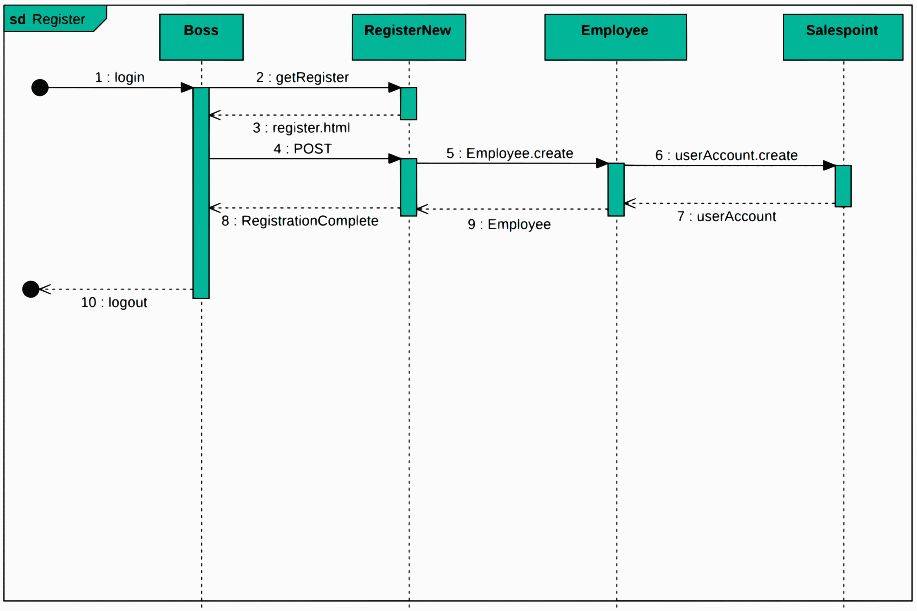 sd Register
Boss
RegisterNew
Employee
Salespoint
1 : login
2 : getRegister
3 : register.html
4 : POST
5 : Employee.create
6 : userAccount.create
7 : userAccount
8 : RegistrationComplete
9 : Employee
10 : logout